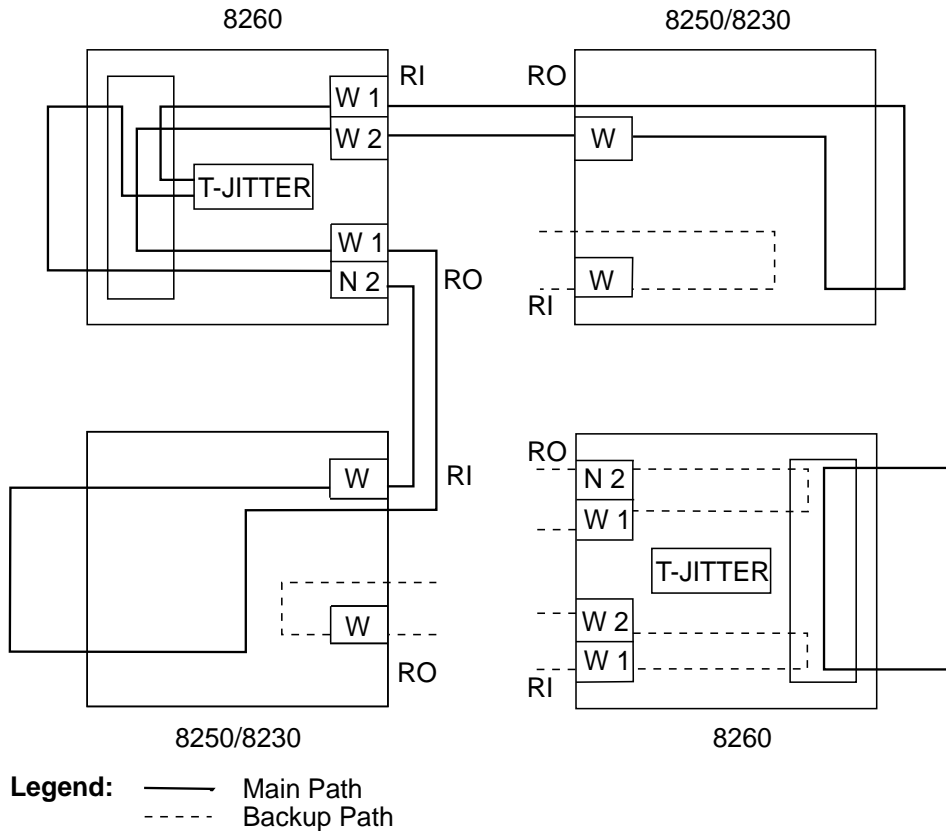 8260
8250/8230
RI
RO
W 1
W 2
W
T-JITTER
W 1
N 2
RO
W
RI
W
RI
RO
N 2
W 1
T-JITTER
W
RO
W 2
W 1
RI
8250/8230
8260
Legend:
Main Path
Backup Path